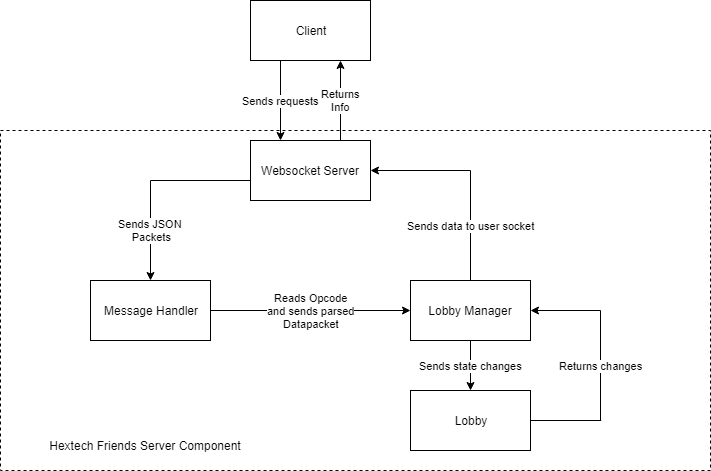 Client
Sends requests
Returns
Info
Websocket Server
Sends JSON
Packets
Sends data to user socket
Message Handler
Reads Opcode
and sends parsed
Datapacket
Lobby Manager
Sends state changes
Returns changes
Lobby
Hextech Friends Server Component